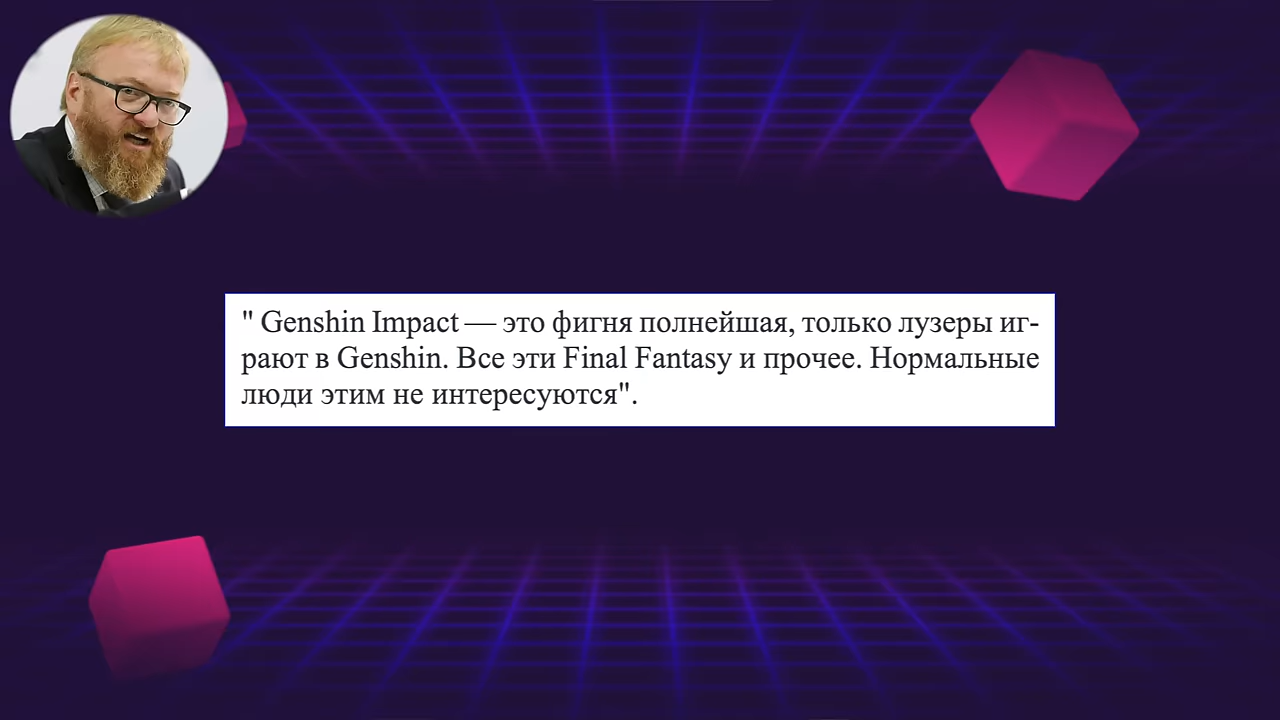 " Genshin Impact — это фигня полнейшая, только лузеры иг-
рают в Genshin. Все эти Final Fantasy и прочее. Нормальные
люди этим не интересуются".